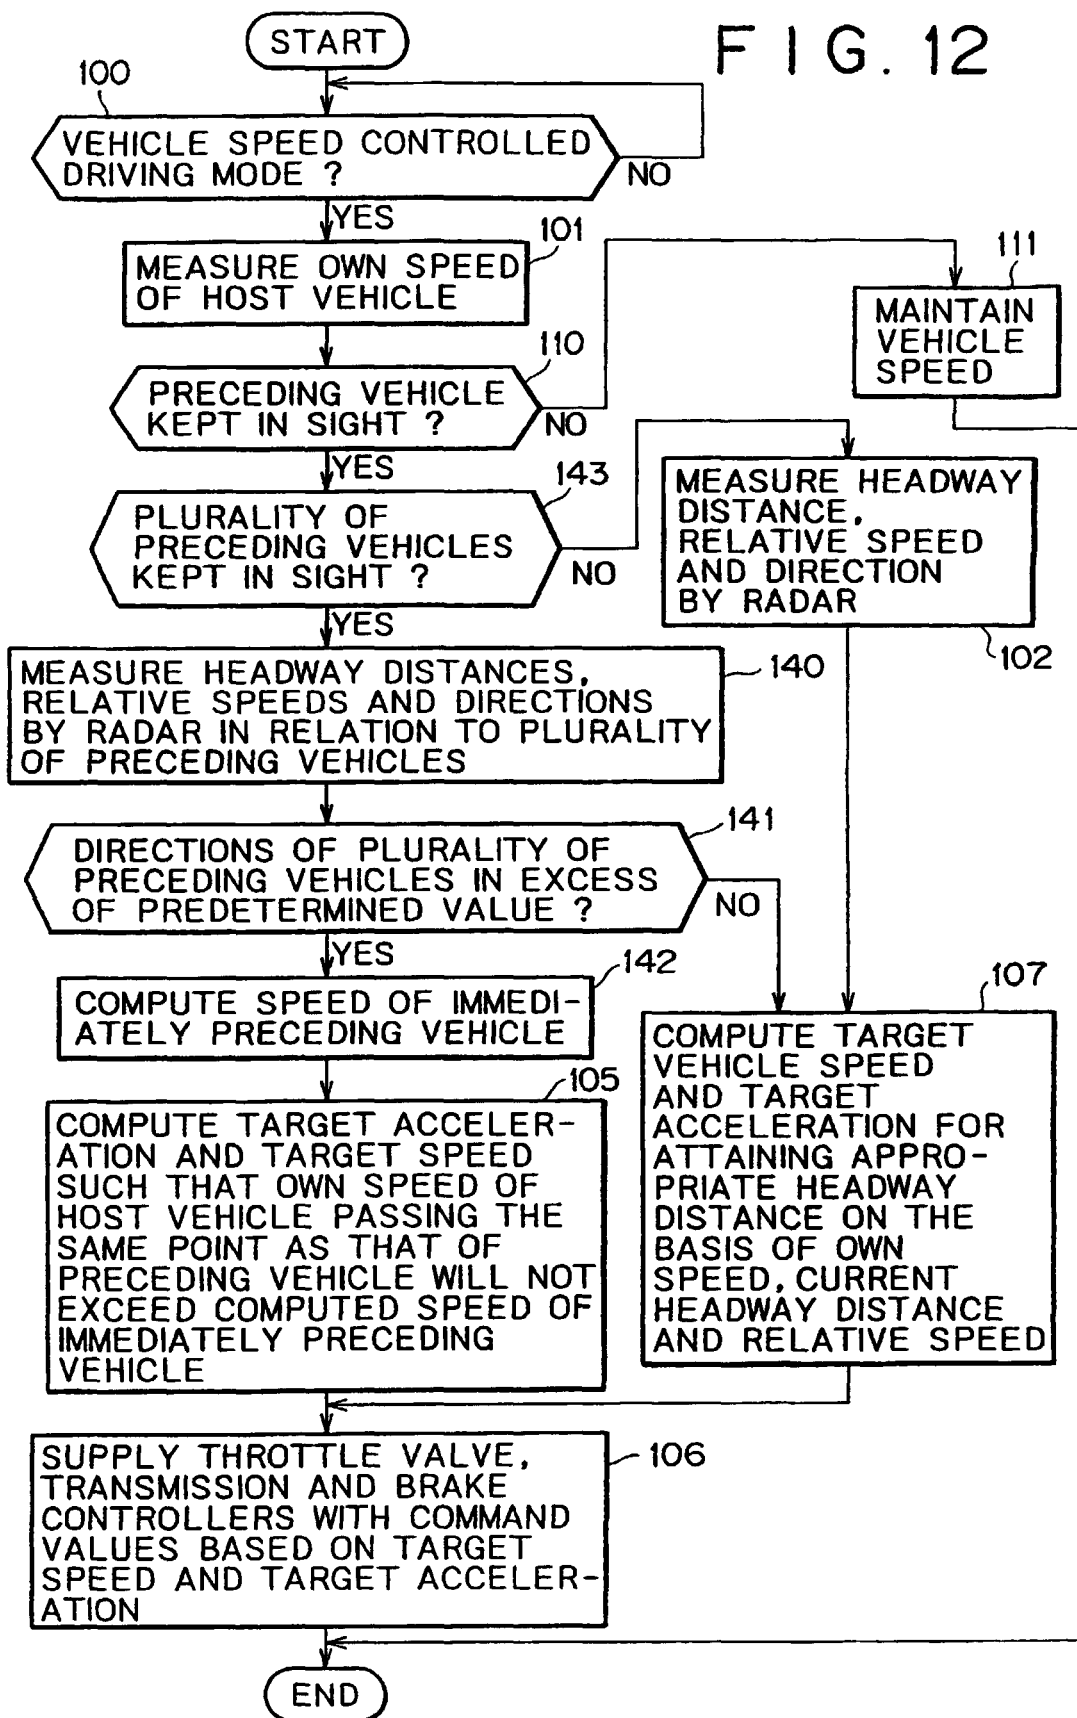 START
FIG. 12
100
VEHICLE SPEED CONTROLLED
DRIVING MODE ?
NO
YES
101
MEASURE OWN SPEED
OF HOST VEHICLE
111
MAINTAIN
VEHICLE
SPEED
110
PRECEDING VEHICLE
KEPT IN SIGHT ?
NO
YES
143
PLURALITY OF
PRECEDING VEHICLES
KEPT IN SIGHT ?
NO
MEASURE HEADWAY
DISTANCE,
RELATIVE SPEED
AND DIRECTION
BY RADAR
102
YES
140
MEASURE HEADWAY DISTANCES,
RELATIVE SPEEDS AND DIRECTIONS
BY RADAR IN RELATION TO PLURALITY
OF PRECEDING VEHICLES
141
DIRECTIONS OF PLURALITY OF
PRECEDING VEHICLES IN EXCESS
OF PREDETERMINED VALUE ?
NO
YES
142
COMPUTE SPEED OF IMMEDI-
ATELY PRECEDING VEHICLE
107
COMPUTE TARGET
VEHICLE SPEED
AND TARGET
ACCELERATION FOR
ATTAINING APPRO-
PRIATE HEADWAY
DISTANCE ON THE
BASIS OF OWN
SPEED, CURRENT
HEADWAY DISTANCE
AND RELATIVE SPEED
105
COMPUTE TARGET ACCELER-
ATION AND TARGET SPEED
SUCH THAT OWN SPEED OF
HOST VEHICLE PASSING THE
SAME POINT AS THAT OF
PRECEDING VEHICLE WILL NOT
EXCEED COMPUTED SPEED OF
IMMEDIATELY PRECEDING
VEHICLE
106
SUPPLY THROTTLE VALVE,
TRANSMISSION AND BRAKE
CONTROLLERS WITH COMMAND
VALUES BASED ON TARGET
SPEED AND TARGET ACCELER-
ATION
END